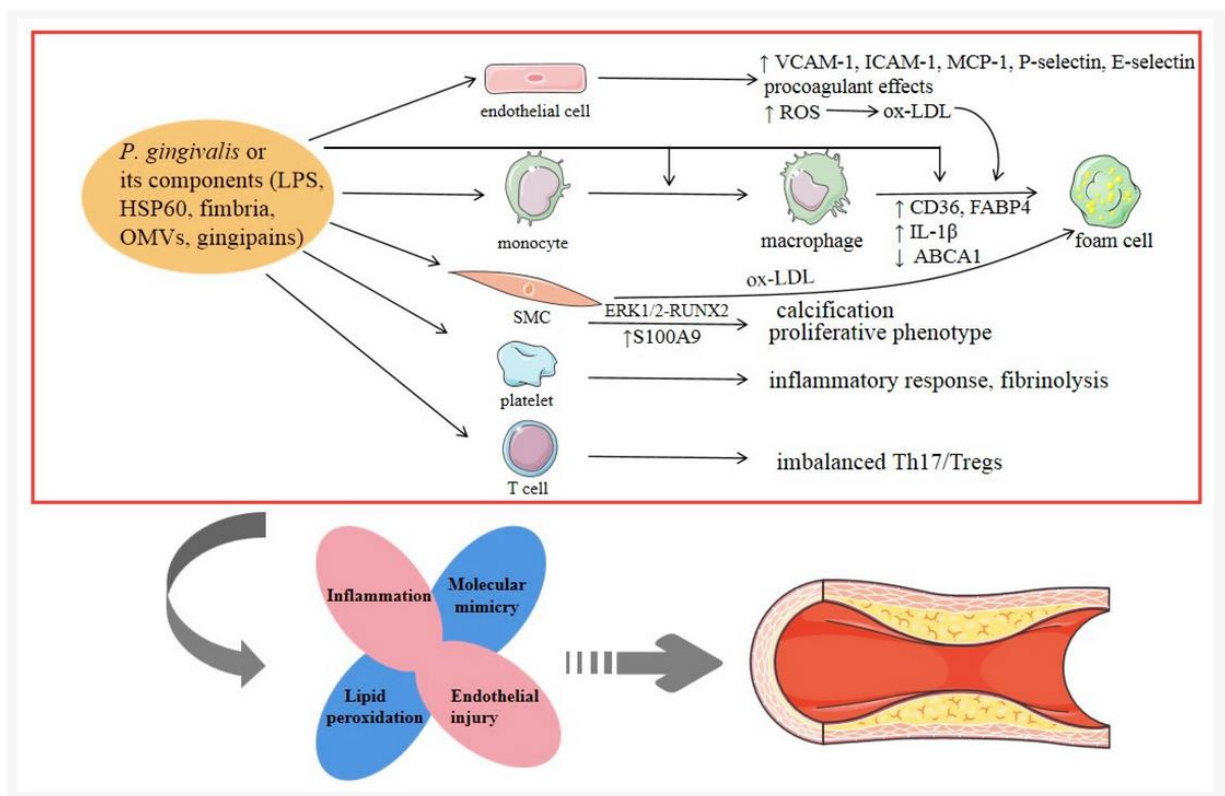 ↑ VCAM-1, ICAM-1, MCP-1, P-selectin, E-selectin
procoagulant effects
↑ ROS
ox-LDL
endothelial cell
P. gingivalis or
its components (LPS,
HSP60, fimbria,
OMVs, gingipains)
monocyte
macrophage
↑ CD36, FABP4
↑ IL-1β
↓ ABCA1
foam cell
ox-LDL
SMC
ERK1/2-RUNX2
↑S100A9
calcification
proliferative phenotype
platelet
inflammatory response, fibrinolysis
T cell
imbalanced Th17/Tregs
Inflammation
Molecular
mimicry
Lipid
peroxidation
Endothelial
injury